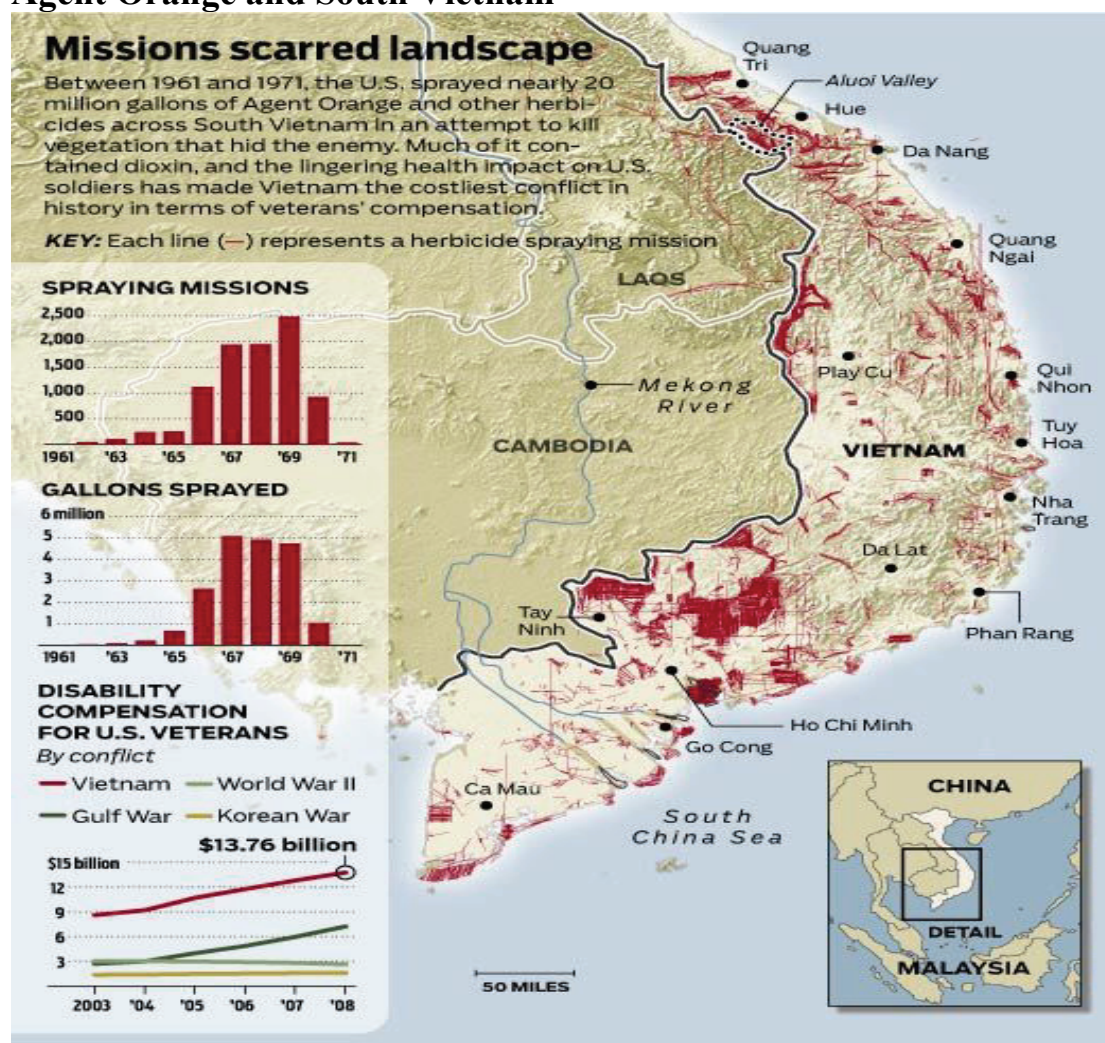 Agent Orange and South Vietnam
Missions scarred landscape
Between 1961 and 1971, the U.S. sprayed nearly 20
million gallons of Agent Orange and other herbi-
cides across South Vietnam in an attempt to kill
vegetation that hid the enemy. Much of it con-
tained dioxin, and the lingering health impact on U.S.
soldiers has made Vietnam the costliest conflict in
history in terms of veterans' compensation.
KEY: Each line (—) represents a herbicide spraying mission
SPRAYING MISSIONS
2,500
2,000
1,500
1,000
500
1961 '63 '65 '67 '69 '71
GALLONS SPRAYED
6 million
5
4
3
2
1
1961 '63 '65 '67 '69 '71
DISABILITY
COMPENSATION
FOR U.S. VETERANS
By conflict
Vietnam World War II
Gulf War Korean War
$13.76 billion
$15 billion
12
9
6
3
2003 '04 '05 '06 '07 '08
Quang
Tri
Aluoi Valley
Hue
Da Nang
Quang
Ngai
LAOS
Play Cu
Qui
Nhon
Mekong
River
Tuy
Hoa
CAMBODIA
VIETNAM
Nha
Trang
Da Lat
Tay
Ninh
Phan Rang
Ho Chi Minh
Go Cong
Ca Mau
South
China Sea
50 MILES
CHINA
DETAIL
MALAYSIA